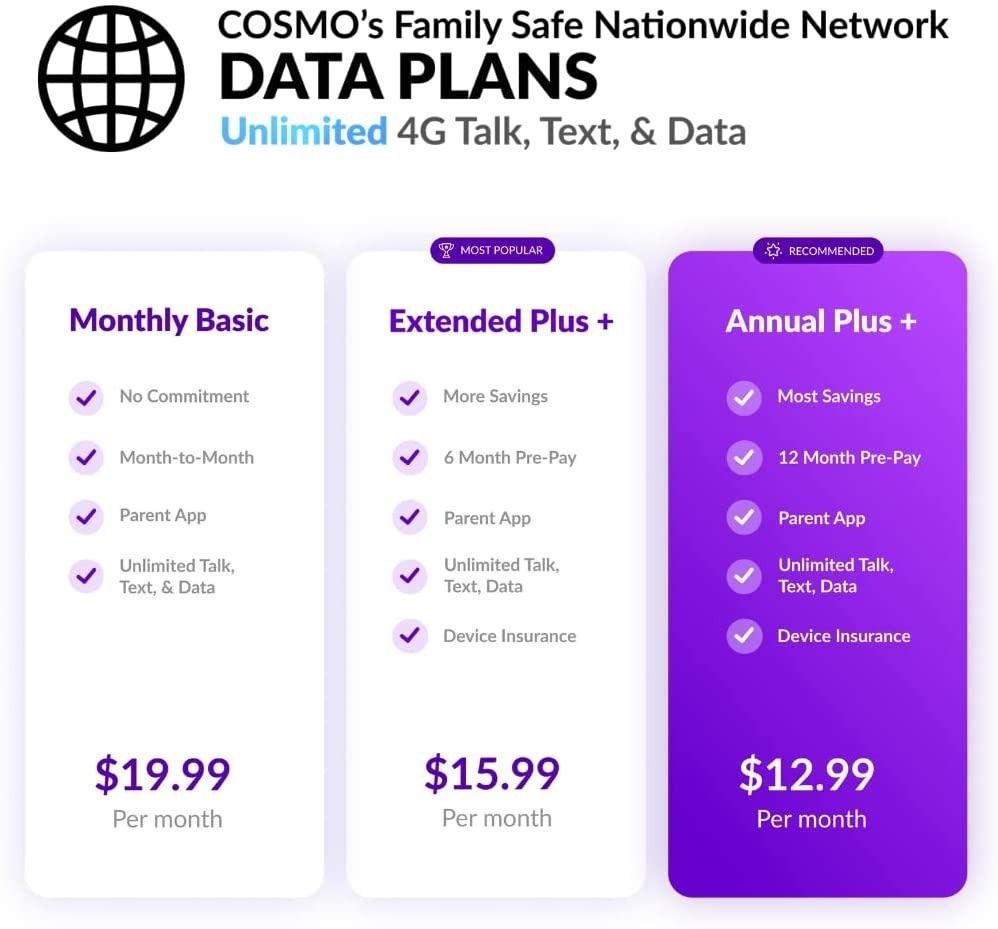 COSMO’s Family Safe Nationwide Network
DATA PLANS
Unlimited 4G Talk, Text, & Data
Monthly Basic
No Commitment
Month-to-Month
Parent App
Unlimited Talk,
Text, & Data
$19.99
Per month
MOST POPULAR
Extended Plus +
More Savings
6 Month Pre-Pay
Parent App
Unlimited Talk,
Text, Data
Device Insurance
$15.99
Per month
RECOMMENDED
Annual Plus +
Most Savings
12 Month Pre-Pay
Parent App
Unlimited Talk,
Text, Data
Device Insurance
$12.99
Per month